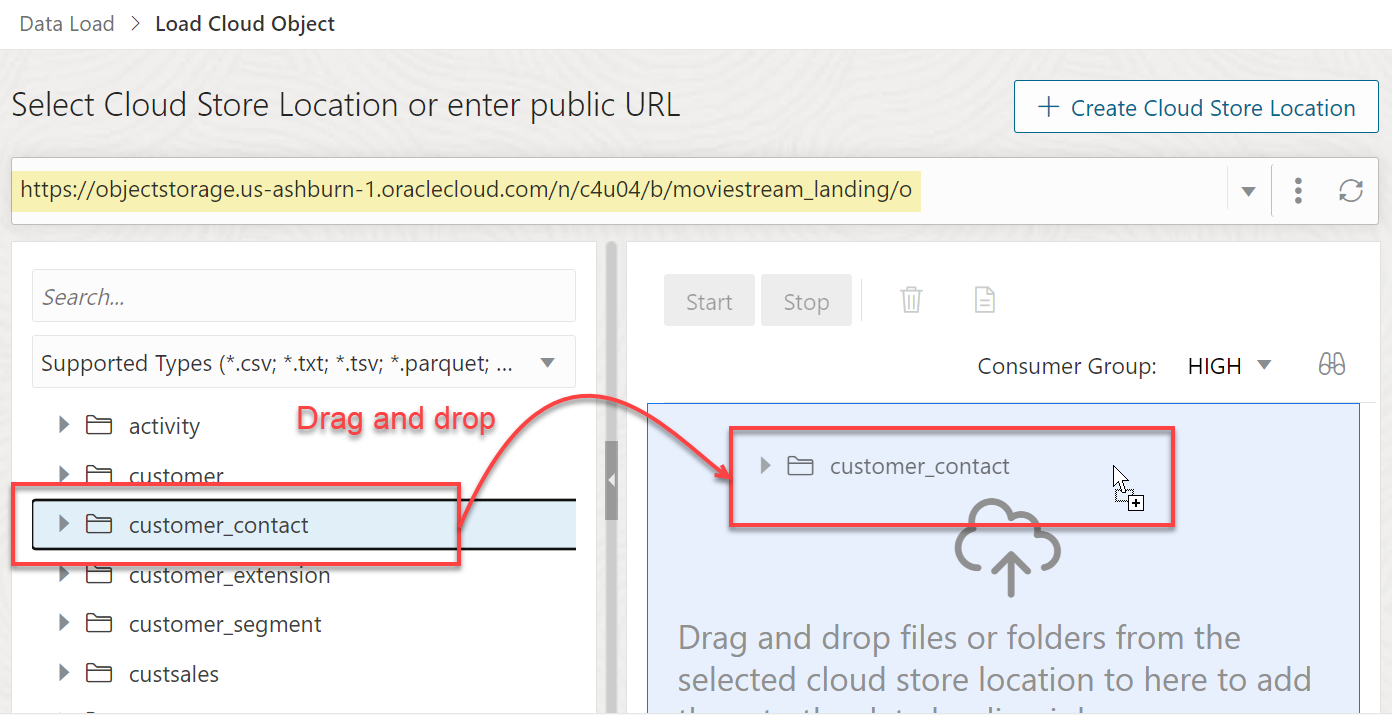 Data Load > Load Cloud Object
Select Cloud Store Location or enter public URL
+ Create Cloud Store Location
https://objectstorage.us-ashburn-1.oraclecloud.com/n/c4u04/b/moviestream_landing/o
Search...
Supported Types (*.csv; *.txt; *.tsv; *.parquet; ...
activity
customer
customer_contact
customer_extension
customer_segment
custsales
Drag and drop
Start Stop
Consumer Group: HIGH
customer_contact
Drag and drop files or folders from the
selected cloud store location to here to add